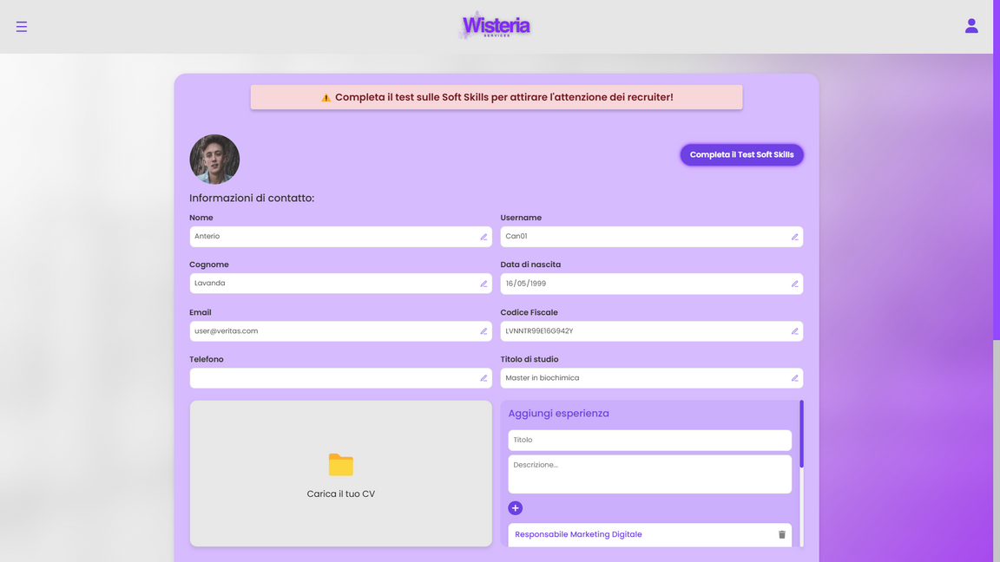 Wisteria
SERVICES
Completa il test sulle Soft Skills per attirare l'attenzione dei recruiter!
Completa il Test Soft Skills
Informazioni di contatto:
Nome
Anterio
Username
Can01
Cognome
Lavanda
Data di nascita
16/05/1999
Email
user@veritas.com
Codice Fiscale
LVNNTR99E16G942Y
Telefono
Titolo di studio
Master in biochimica
Carica il tuo CV
Aggiungi esperienza
Titolo
Descrizione...
Responsabile Marketing Digitale